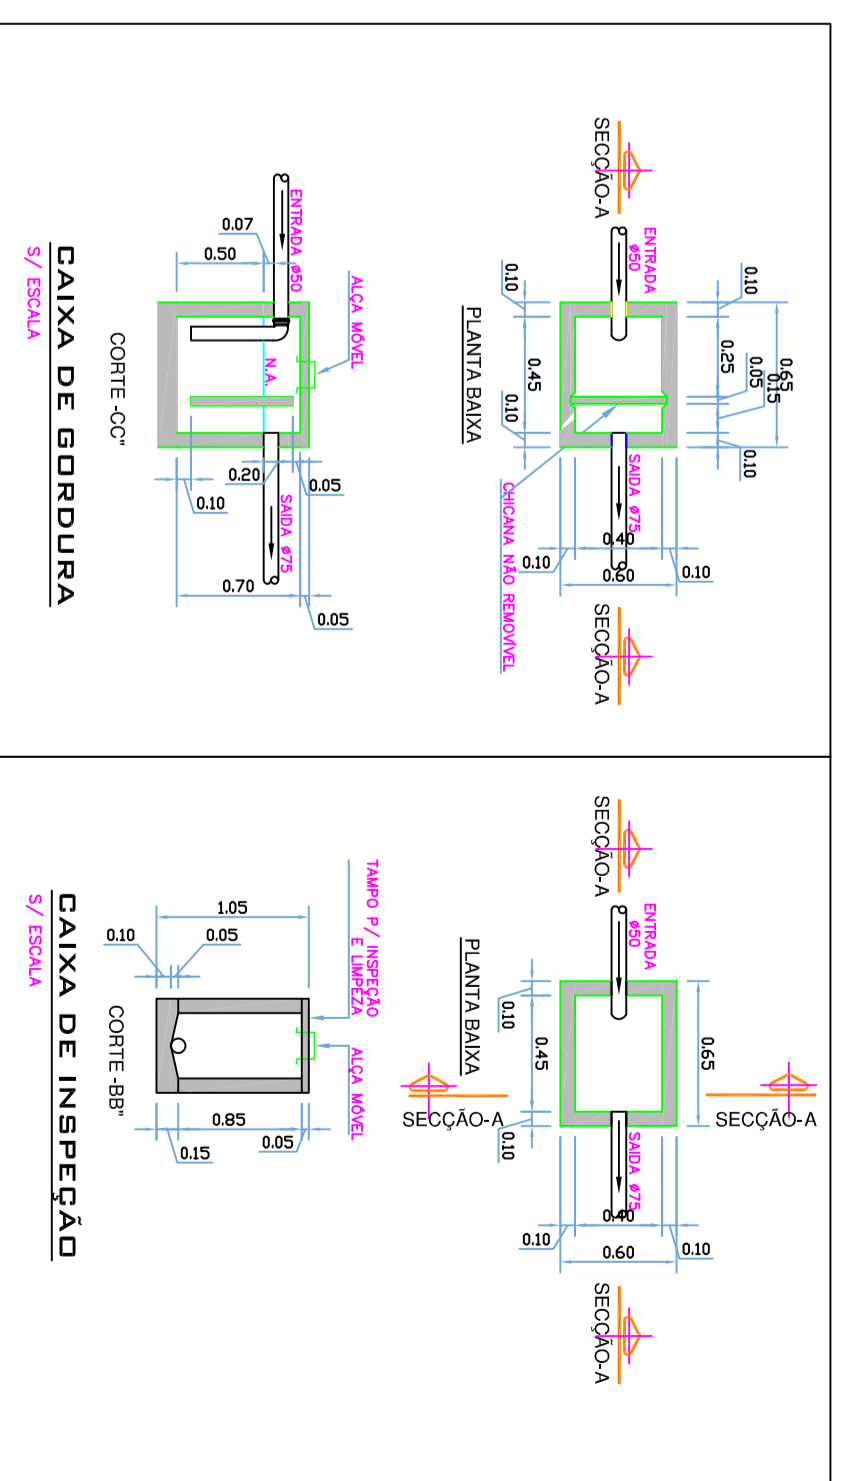 SECÇÃO-A
ENTRADA
ø50
PLANTA BAIXA
0.10
0.10
0.65
0.25
0.15
0.05
0.10
0.45
0.10
SAIDA ø75
CHICANA NÃO REMOVÍVEL
0.10
0.40
0.60
0.10
SECÇÃO-A
ENTRADA ø50
0.07
0.50
ALÇA MÓVEL
N.A.
0.20
0.05
0.10
SAIDA ø75
0.70
0.05
CORTE -CC"
CAIXA DE GORDURA
S/ ESCALA
SECÇÃO-A
ENTRADA
ø50
PLANTA BAIXA
0.10
0.45
0.10
0.65
SECÇÃO-A
SECÇÃO-A
SAIDA ø75
0.10
0.40
0.60
0.10
SECÇÃO-A
TAMPO P/ INSPEÇÃO
E LIMPEZA
ALÇA MÓVEL
1.05
0.10
0.05
0.85
0.15
0.05
CORTE -BB"
CAIXA DE INSPEÇÃO
S/ ESCALA